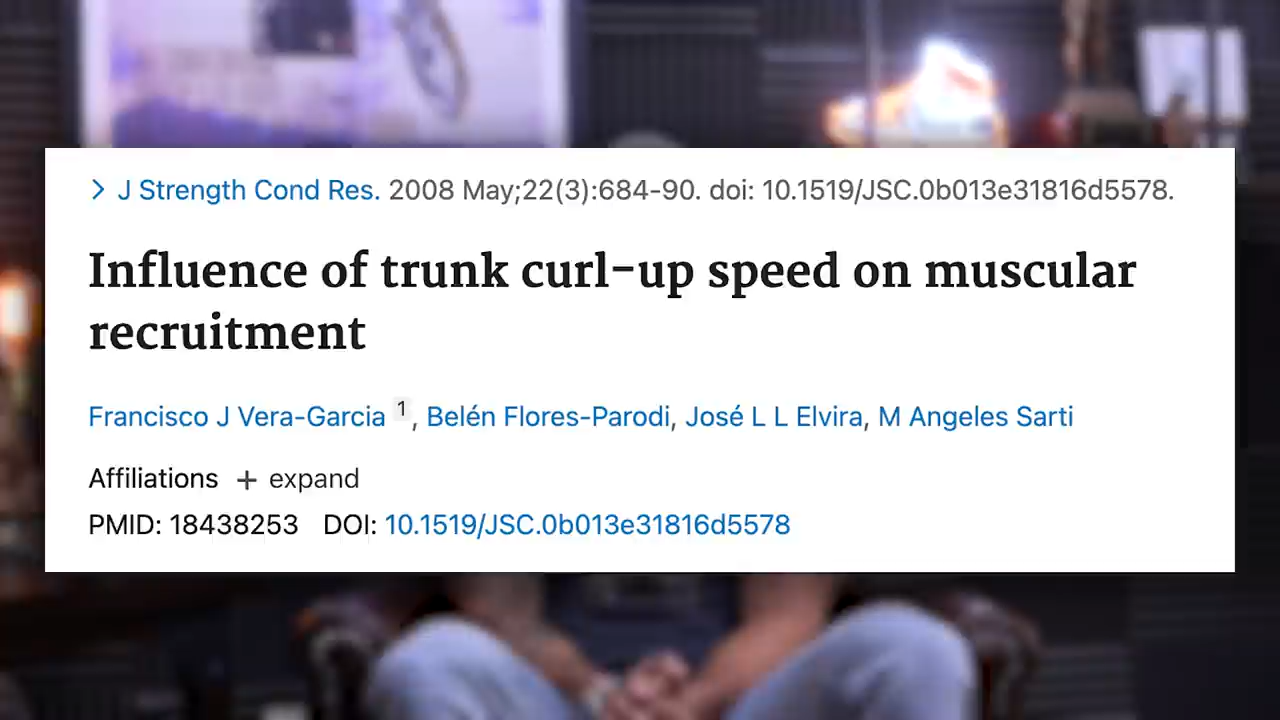 > J Strength Cond Res. 2008 May;22(3):684-90. doi: 10.1519/JSC.0b013e31816d5578.
Influence of trunk curl-up speed on muscular
recruitment
Francisco J Vera-Garcia 1, Belén Flores-Parodi, José L L Elvira, M Angeles Sarti
Affiliations + expand
PMID: 18438253 DOI: 10.1519/JSC.0b013e31816d5578